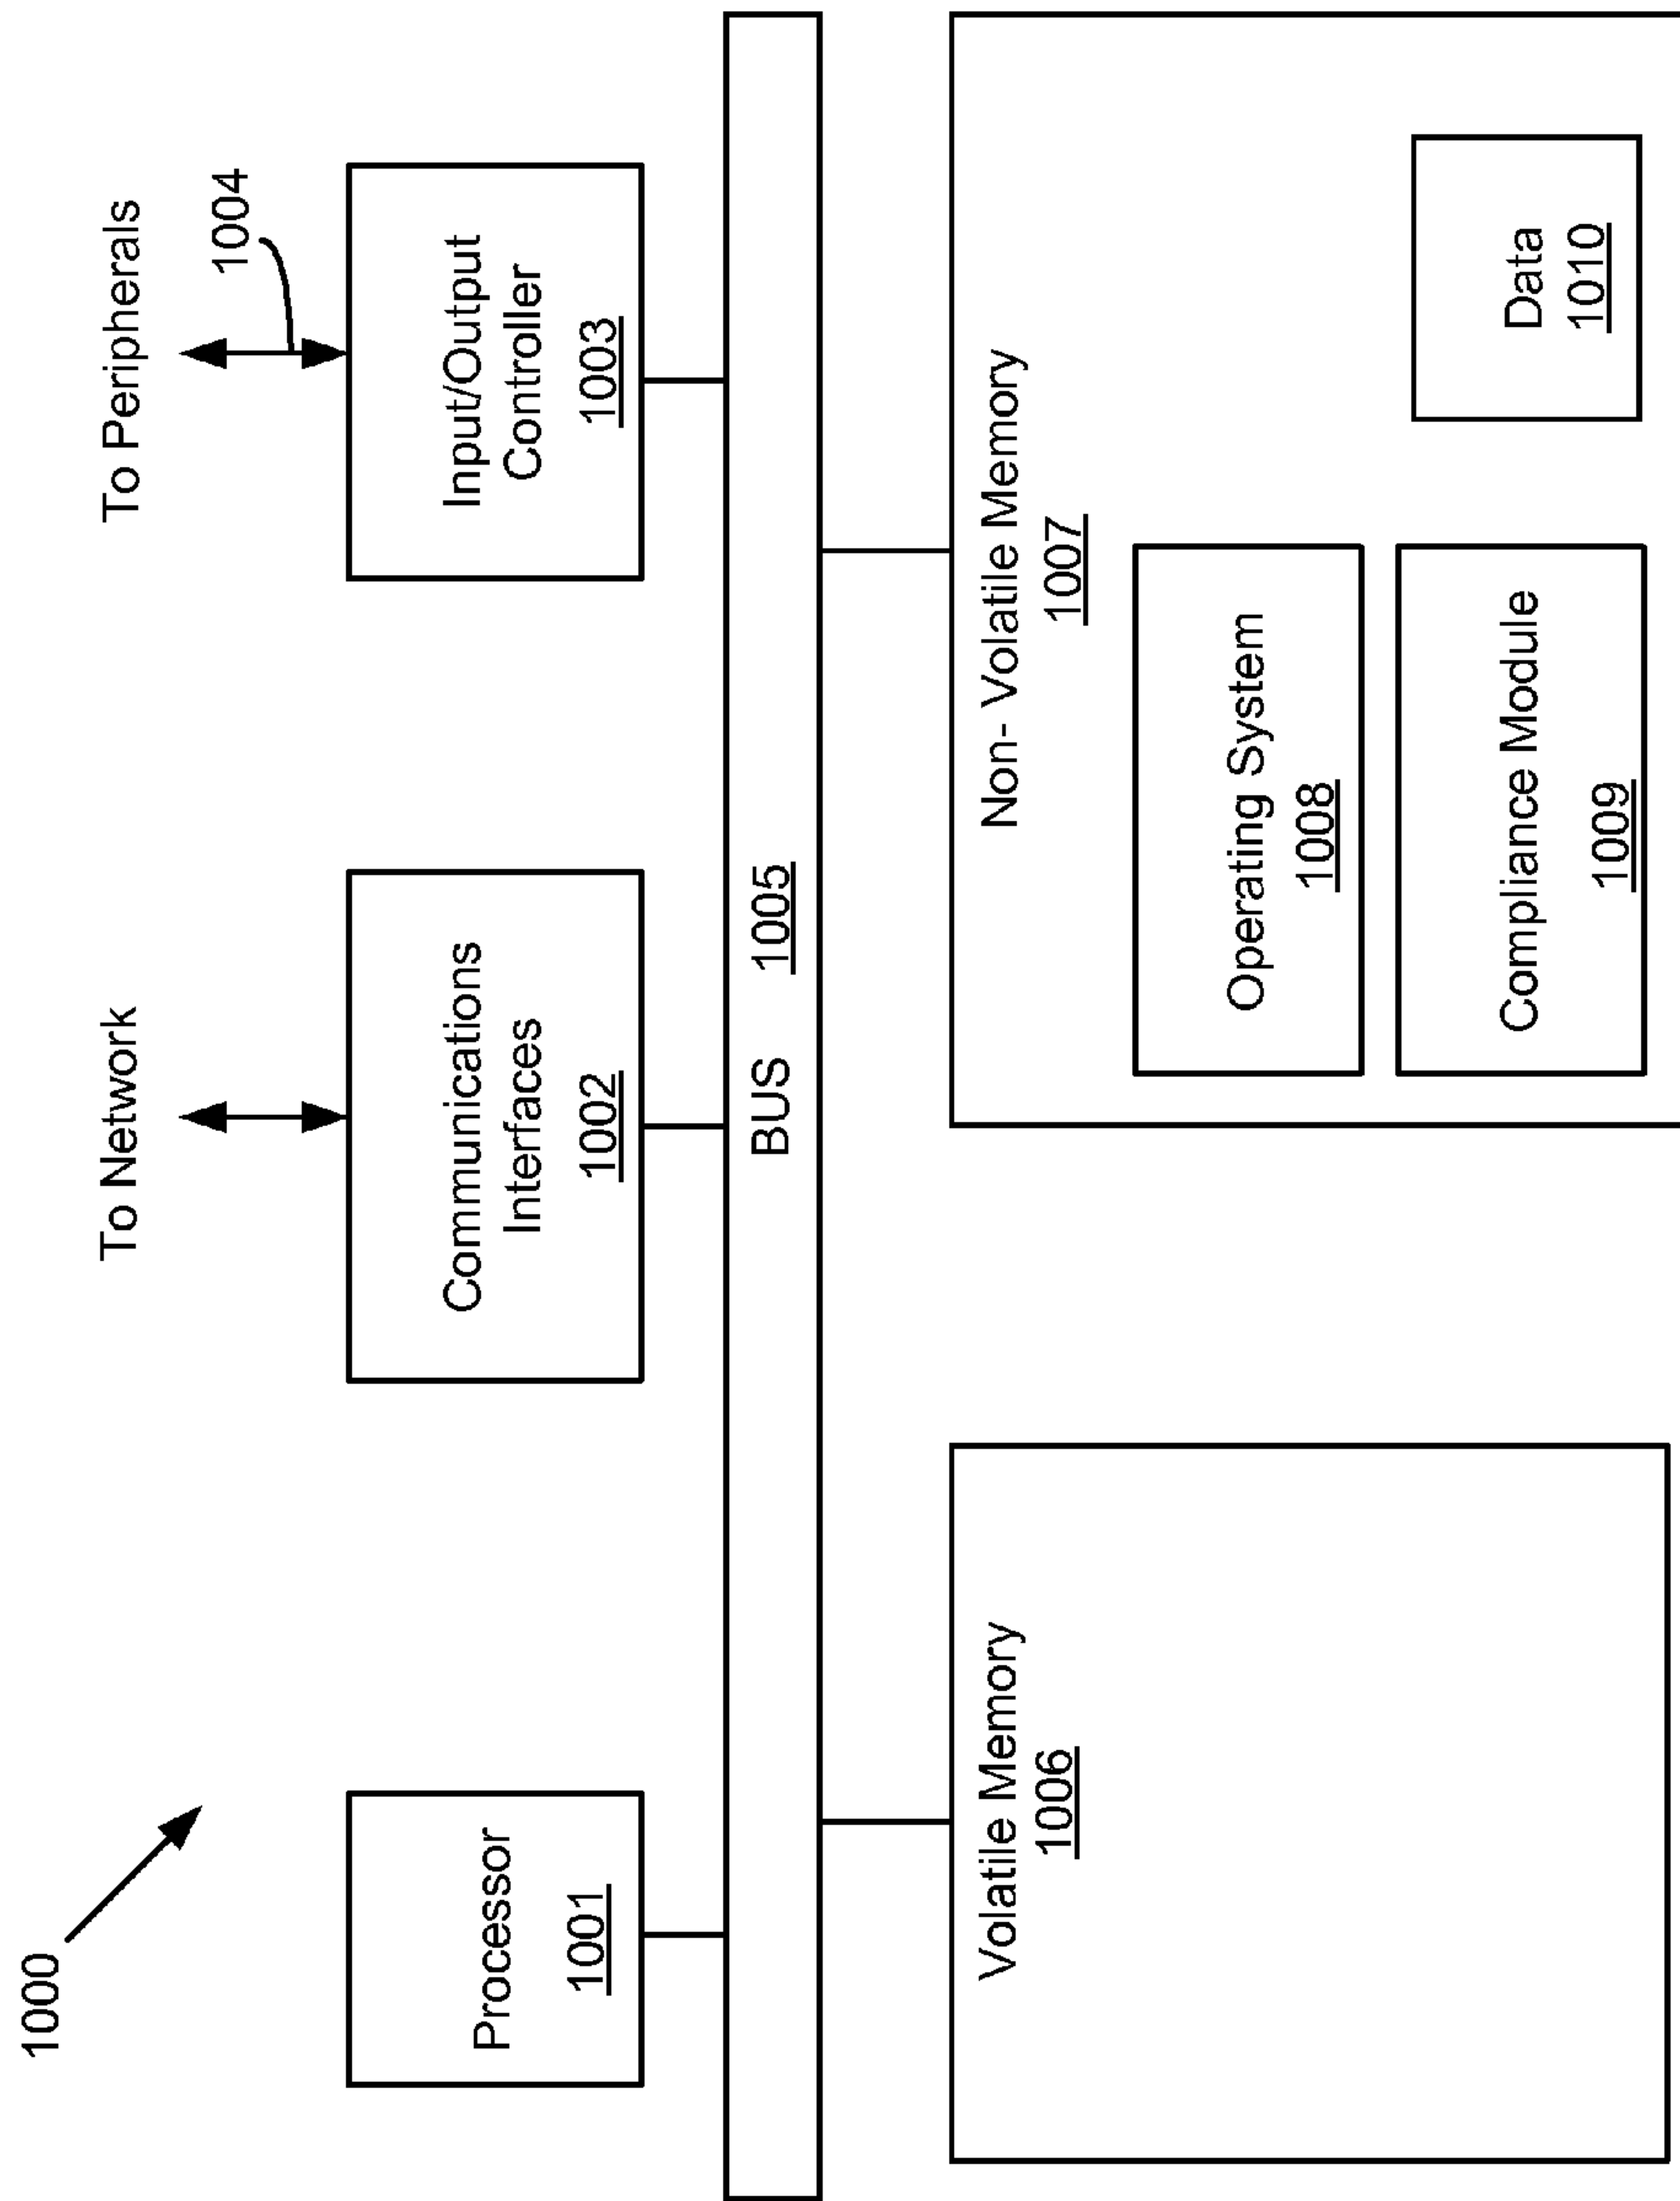 1000
To Network
To Peripherals
1004
Processor
1001
Communications
Interfaces
1002
Input/Output
Controller
1003
BUS 1005
Volatile Memory
1006
Non- Volatile Memory
1007
Operating System
1008
Compliance Module
1009
Data
1010